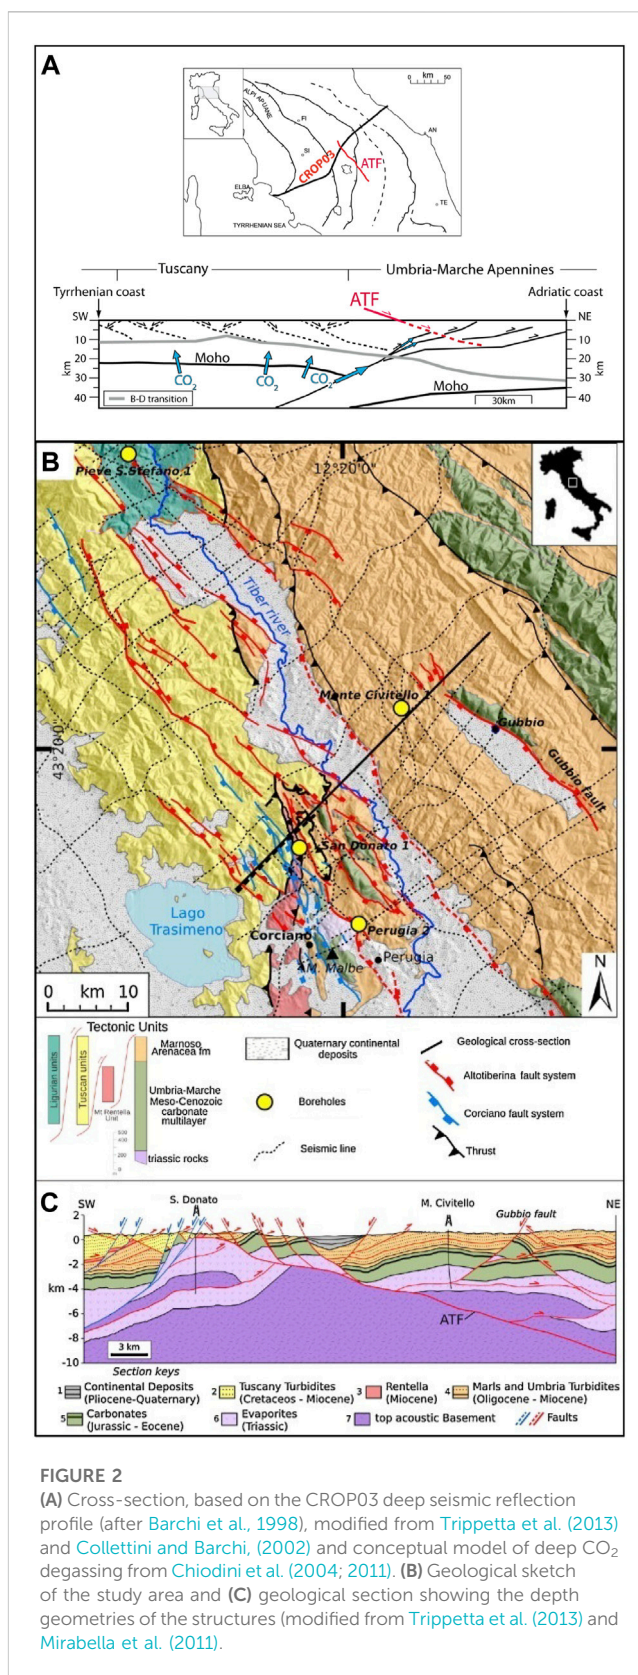 A
km
0 50
ALPI APUANE
FI
AN
SI
CROP03
ATF
ELBA
TE
TYRRHENIAN SEA
Tuscany
Umbria-Marche Apennines
Tyrrhenian coast
ATF
Adriatic coast
SW
NE
10
10
20
Moho
20
km
30
CO2
CO2
CO2
30
km
40
B-D transition
Moho
30km
40
B
Pieve S.Stefano 1
12°20'0"
Tiber river
Monte Civitello 1
Gubbio
43°20'0"
Gubbio fault
San Donato 1
Lago
Trasimeno
Corciano
Perugia 2
M. Malbe
Perugia
N
0 km 10
Tectonic Units
Ligurian units
Tuscan units
Mt Rentella
Unit
Marnoso
Arenacea fm
Umbria-Marche
Meso-Cenozoic
carbonate
multilayer
triassic rocks
Quaternary continental
deposits
Boreholes
Seismic line
Geological cross-section
Altotiberina fault system
Corciano fault system
Thrust
C
SW
S. Donato
M. Civitello
Gubbio fault
NE
2
2
0
0
-2
-2
km -4
-4
-6
-6
-8
3 km
ATF
-8
-10
-10
Section keys
1 Continental Deposits
(Pliocene-Quaternary)
2 Tuscany Turbidites
(Cretaceos - Miocene)
3 Rentella
(Miocene)
4 Marls and Umbria Turbidites
(Oligocene - Miocene)
5 Carbonates
(Jurassic - Eocene)
6 Evaporites
(Triassic)
7 top acoustic Basement
Faults
FIGURE 2
(A) Cross-section, based on the CROP03 deep seismic reflection
profile (after Barchi et al., 1998), modified from Trippetta et al. (2013)
and Collettini and Barchi, (2002) and conceptual model of deep CO2
degassing from Chiodini et al. (2004; 2011). (B) Geological sketch
of the study area and (C) geological section showing the depth
geometries of the structures (modified from Trippetta et al. (2013) and
Mirabella et al. (2011).